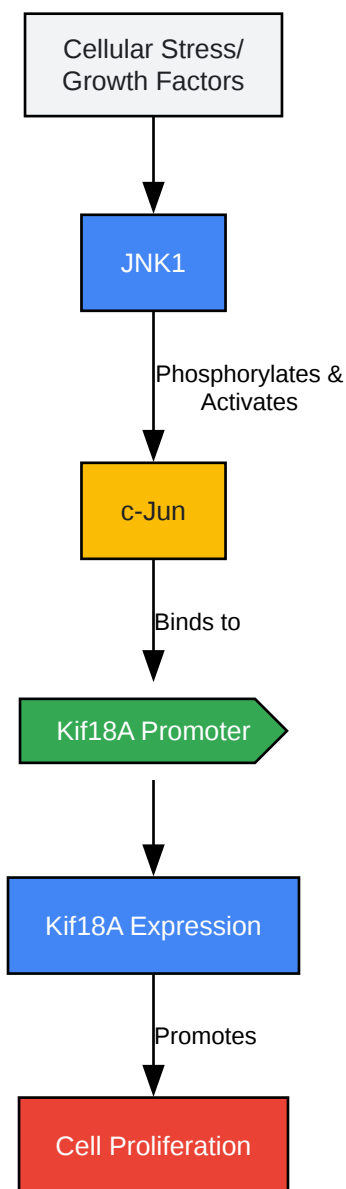 Cellular Stress/
Growth Factors
JNK1
Phosphorylates &
Activates
c-Jun
Binds to
Kif18A Promoter
Kif18A Expression
Promotes
Cell Proliferation